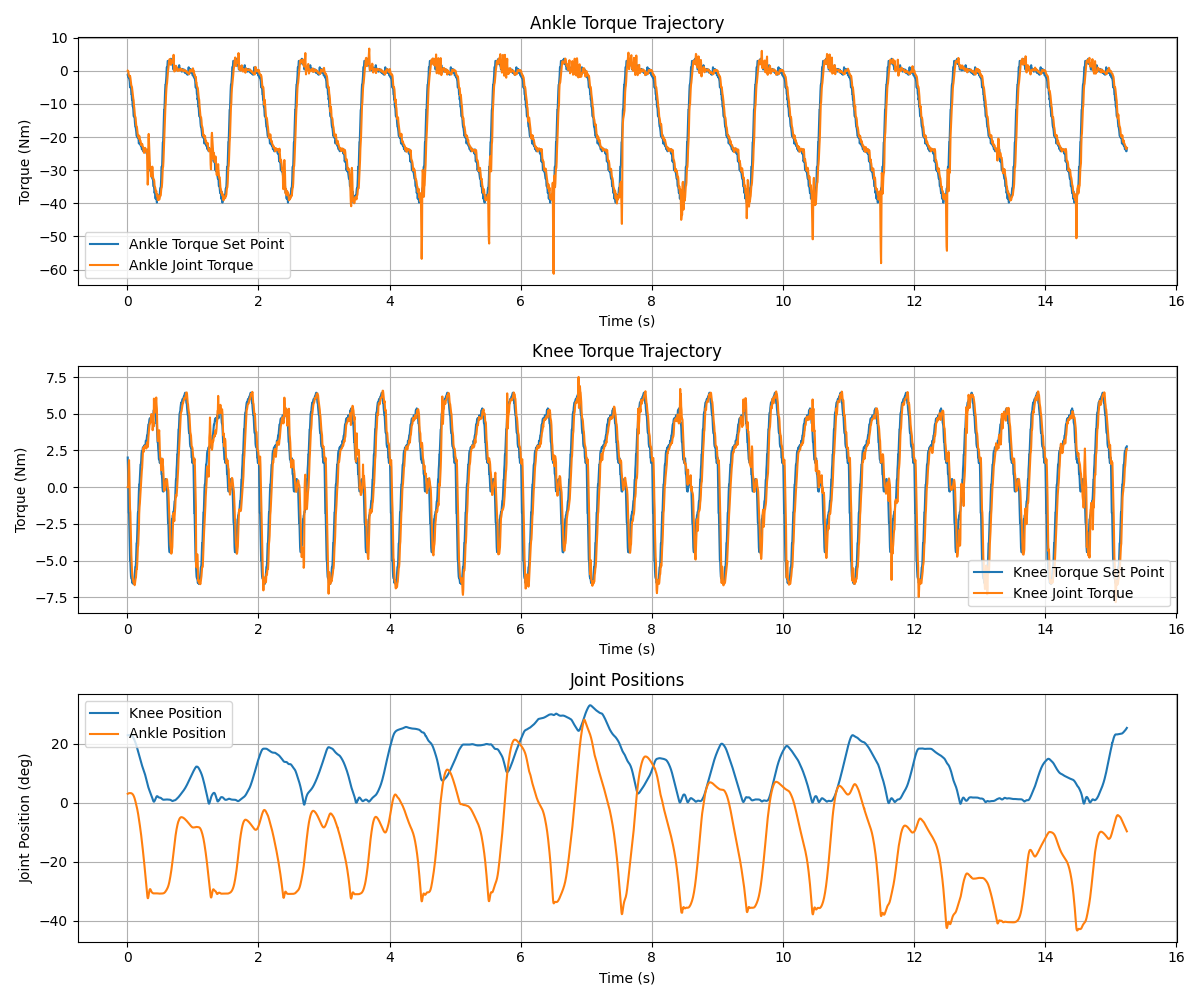 Ankle Torque Trajectory
Torque (Nm)
10
0
−10
−20
−30
−40
−50
−60
Ankle Torque Set Point
Ankle Joint Torque
0 2 4 6 8 10 12 14 16
Time (s)
Knee Torque Trajectory
Torque (Nm)
7.5
5.0
2.5
0.0
−2.5
−5.0
−7.5
Knee Torque Set Point
Knee Joint Torque
0 2 4 6 8 10 12 14 16
Time (s)
Joint Positions
Joint Position (deg)
20
0
−20
−40
Knee Position
Ankle Position
0 2 4 6 8 10 12 14 16
Time (s)